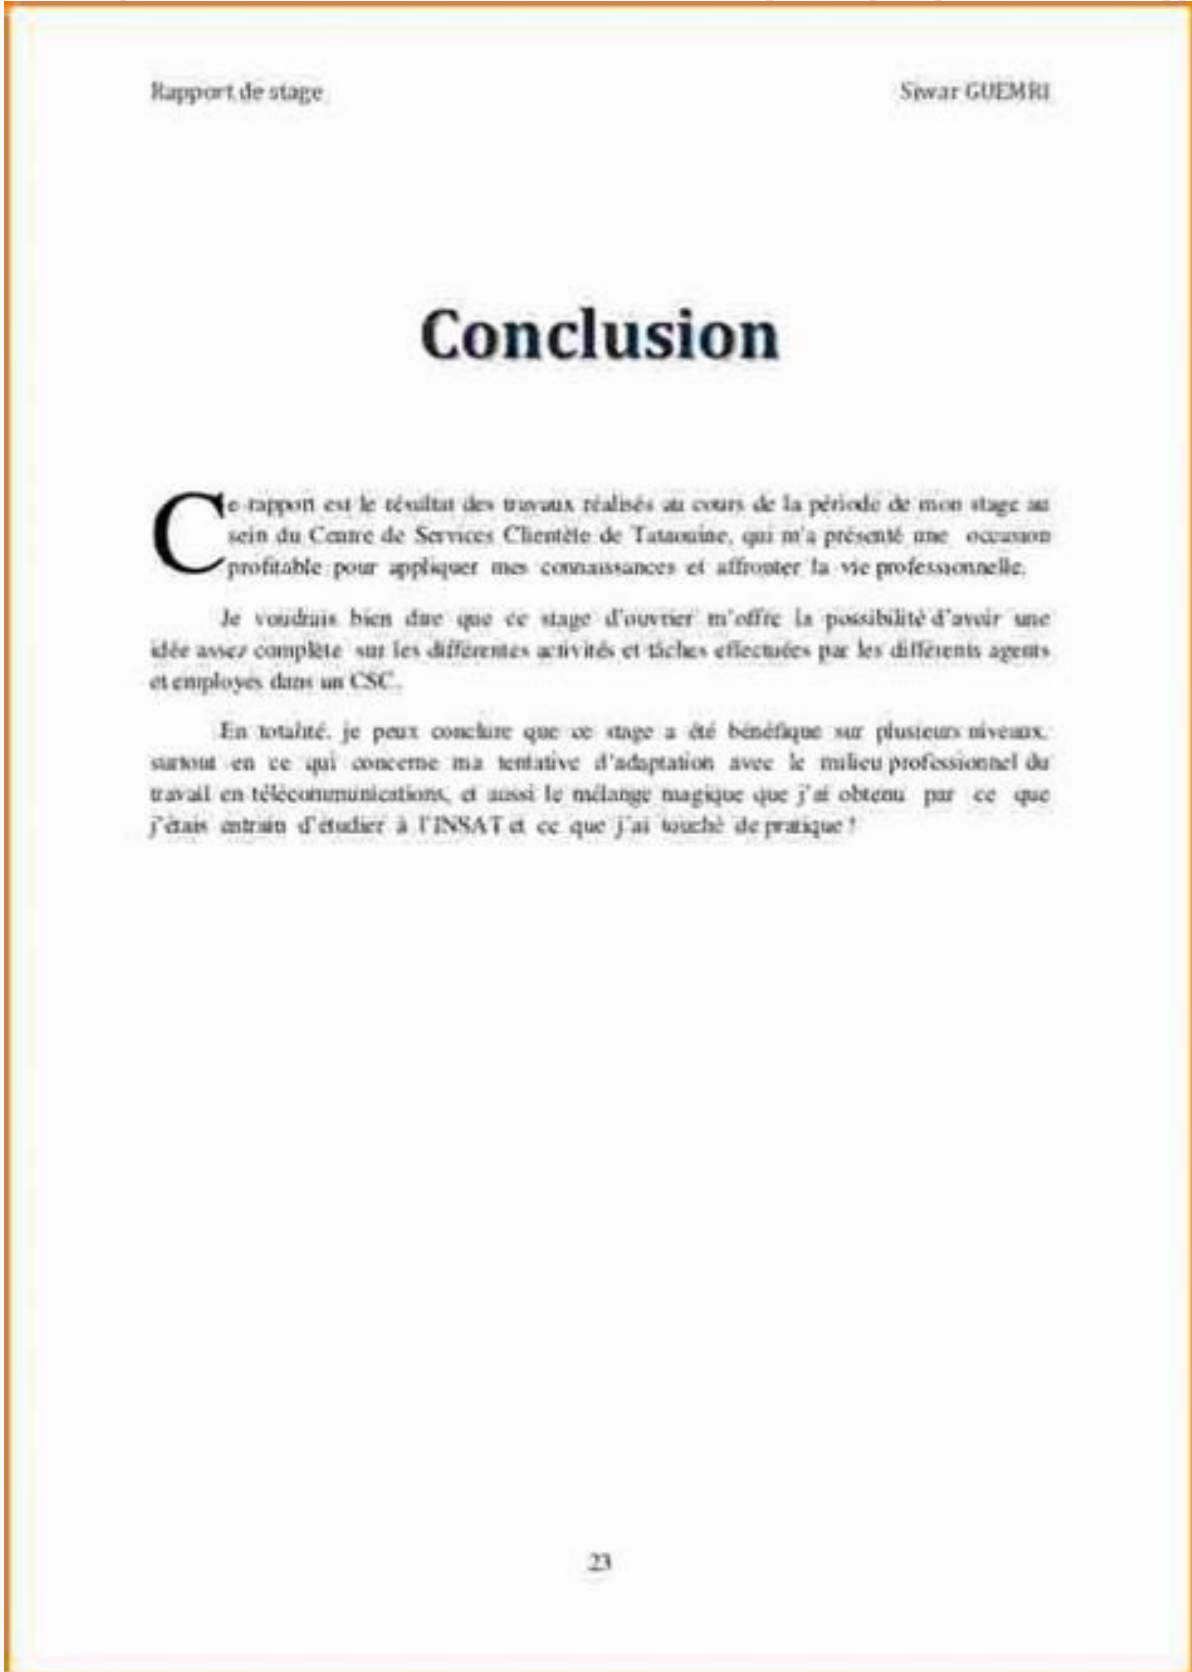 Rapport de stage
Siwar GUEMRI
Conclusion
Ce rapport est le résultat des travaux réalisés au cours de la période de mon stage au
sein du Centre de Services Clientèle de Tataouine, qui m'a présenté une occasion
profitable pour appliquer mes connaissances et affronter la vie professionnelle.
Je voudrais bien dire que ce stage d'ouvrier m'offre la possibilité d'avoir une
idée assez complète sur les différentes activités et tâches effectuées par les différents agents
et employés dans un CSC.
En totalité, je peux conclure que ce stage a été bénéfique sur plusieurs niveaux,
surtout en ce qui concerne ma tentative d'adaptation avec le milieu professionnel du
travail en télécommunications, et aussi le mélange magique que j'ai obtenu par ce que
j'étais entrain d'étudier à l'INSAT et ce que j'ai touché de pratique !
23